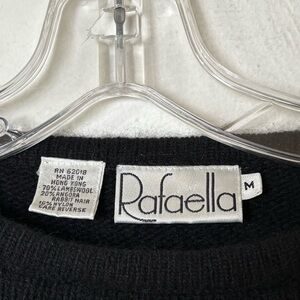 RN 62018
MADE IN
HONG KONG
70% LAMBSWOOL
20% ANGORA
RABBIT HAIR
10% NYLON
CARE REVERSE
Rafaella
M